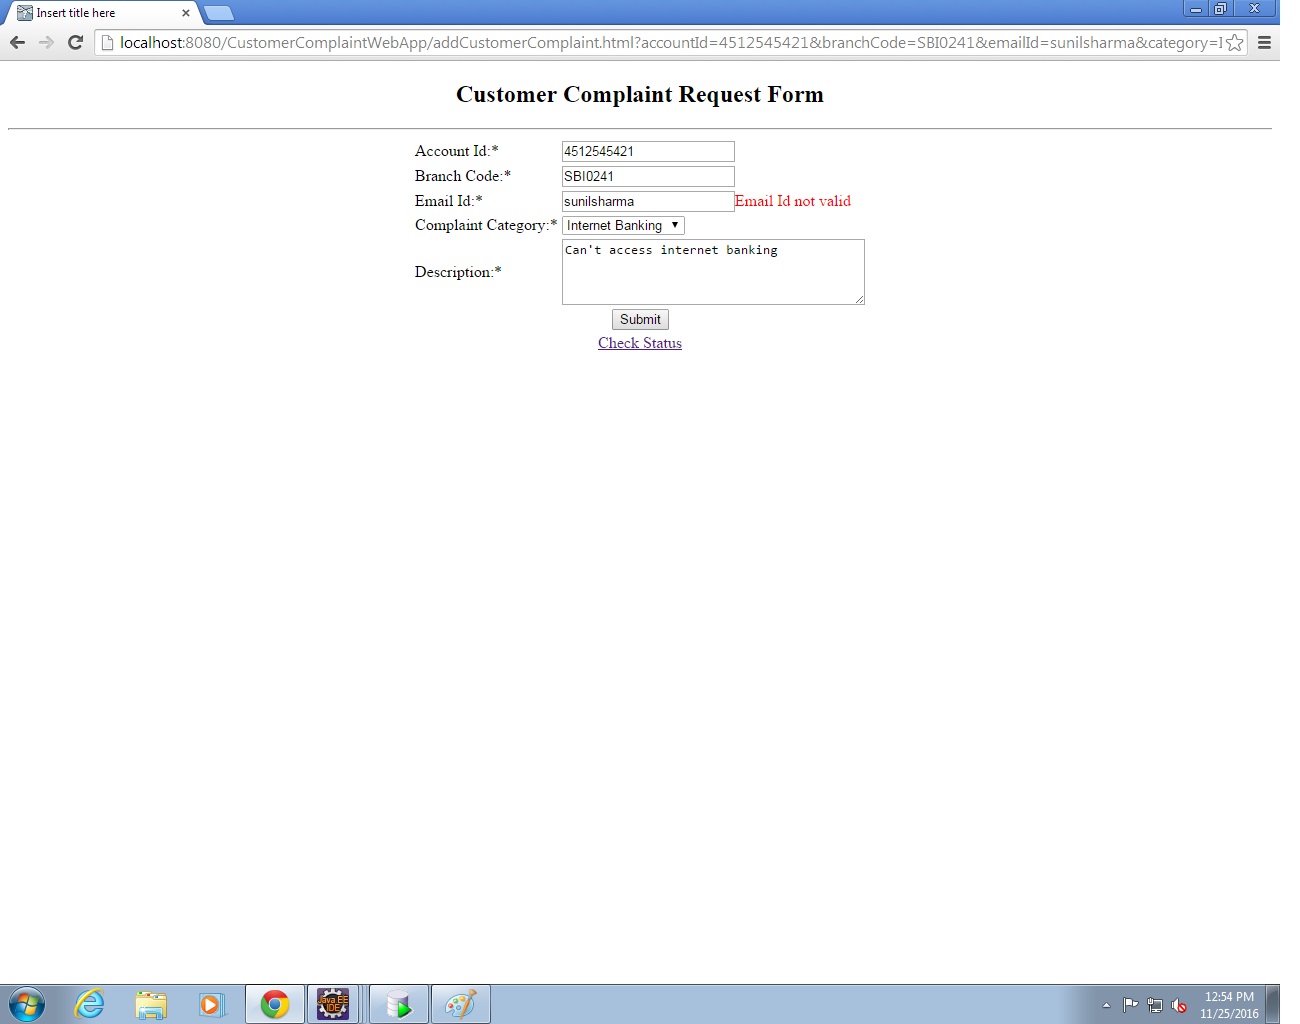 Insert title here
localhost:8080/CustomerComplaintWebApp/addCustomerComplaint.html?accountId=4512545421&branchCode=SBI0241&emailId=sunilsharma&category=I
Customer Complaint Request Form
Account Id:* 4512545421
Branch Code:* SBI0241
Email Id:* sunilsharma Email Id not valid
Complaint Category:* Internet Banking
Description:* Can't access internet banking
Submit
Check Status
Java EE
IDE
12:54 PM
11/25/2016